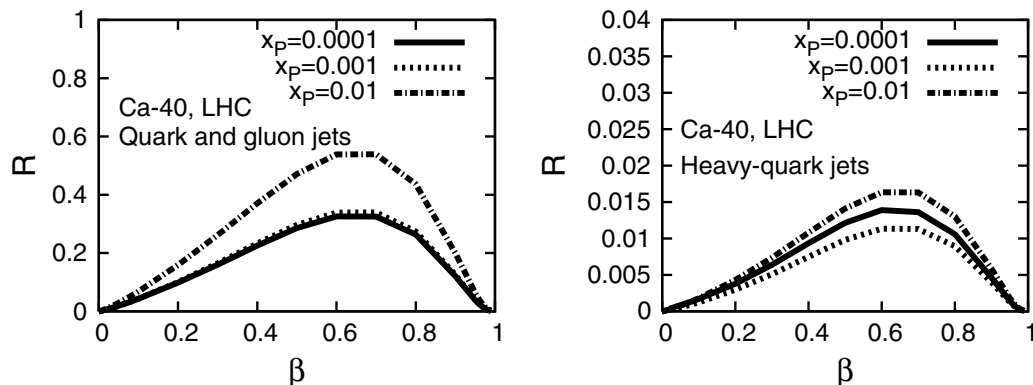 R
1
0.8
0.6
0.4
0.2
0
x_P=0.0001
x_P=0.001
x_P=0.01
Ca-40, LHC
Quark and gluon jets
0 0.2 0.4 0.6 0.8 1
β
R
0.04
0.035
0.03
0.025
0.02
0.015
0.01
0.005
0
x_P=0.0001
x_P=0.001
x_P=0.01
Ca-40, LHC
Heavy-quark jets
0 0.2 0.4 0.6 0.8 1
β